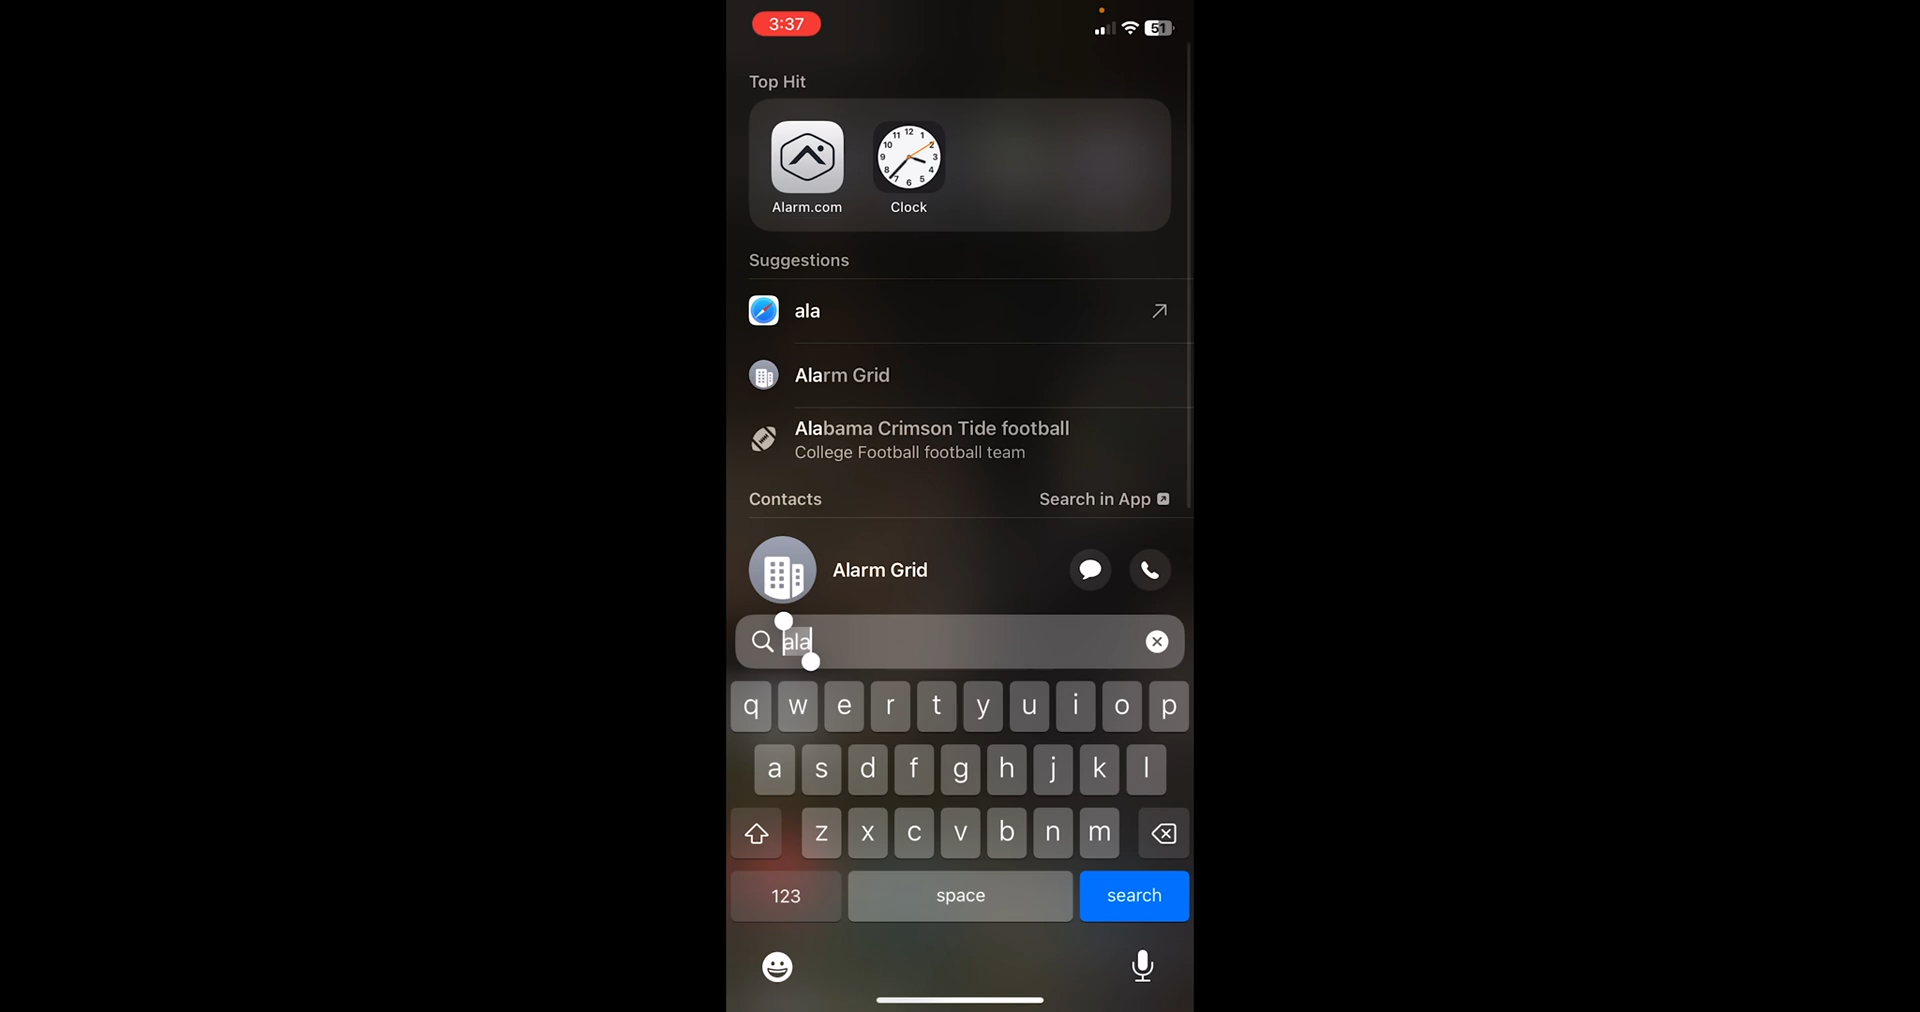 3:37
51
Top Hit
Alarm.com
Clock
Suggestions
ala
Alarm Grid
Alabama Crimson Tide football
College Football football team
Contacts
Search in App
Alarm Grid
ala
q w e r t y u i o p
a s d f g h j k l
z x c v b n m
123 space search